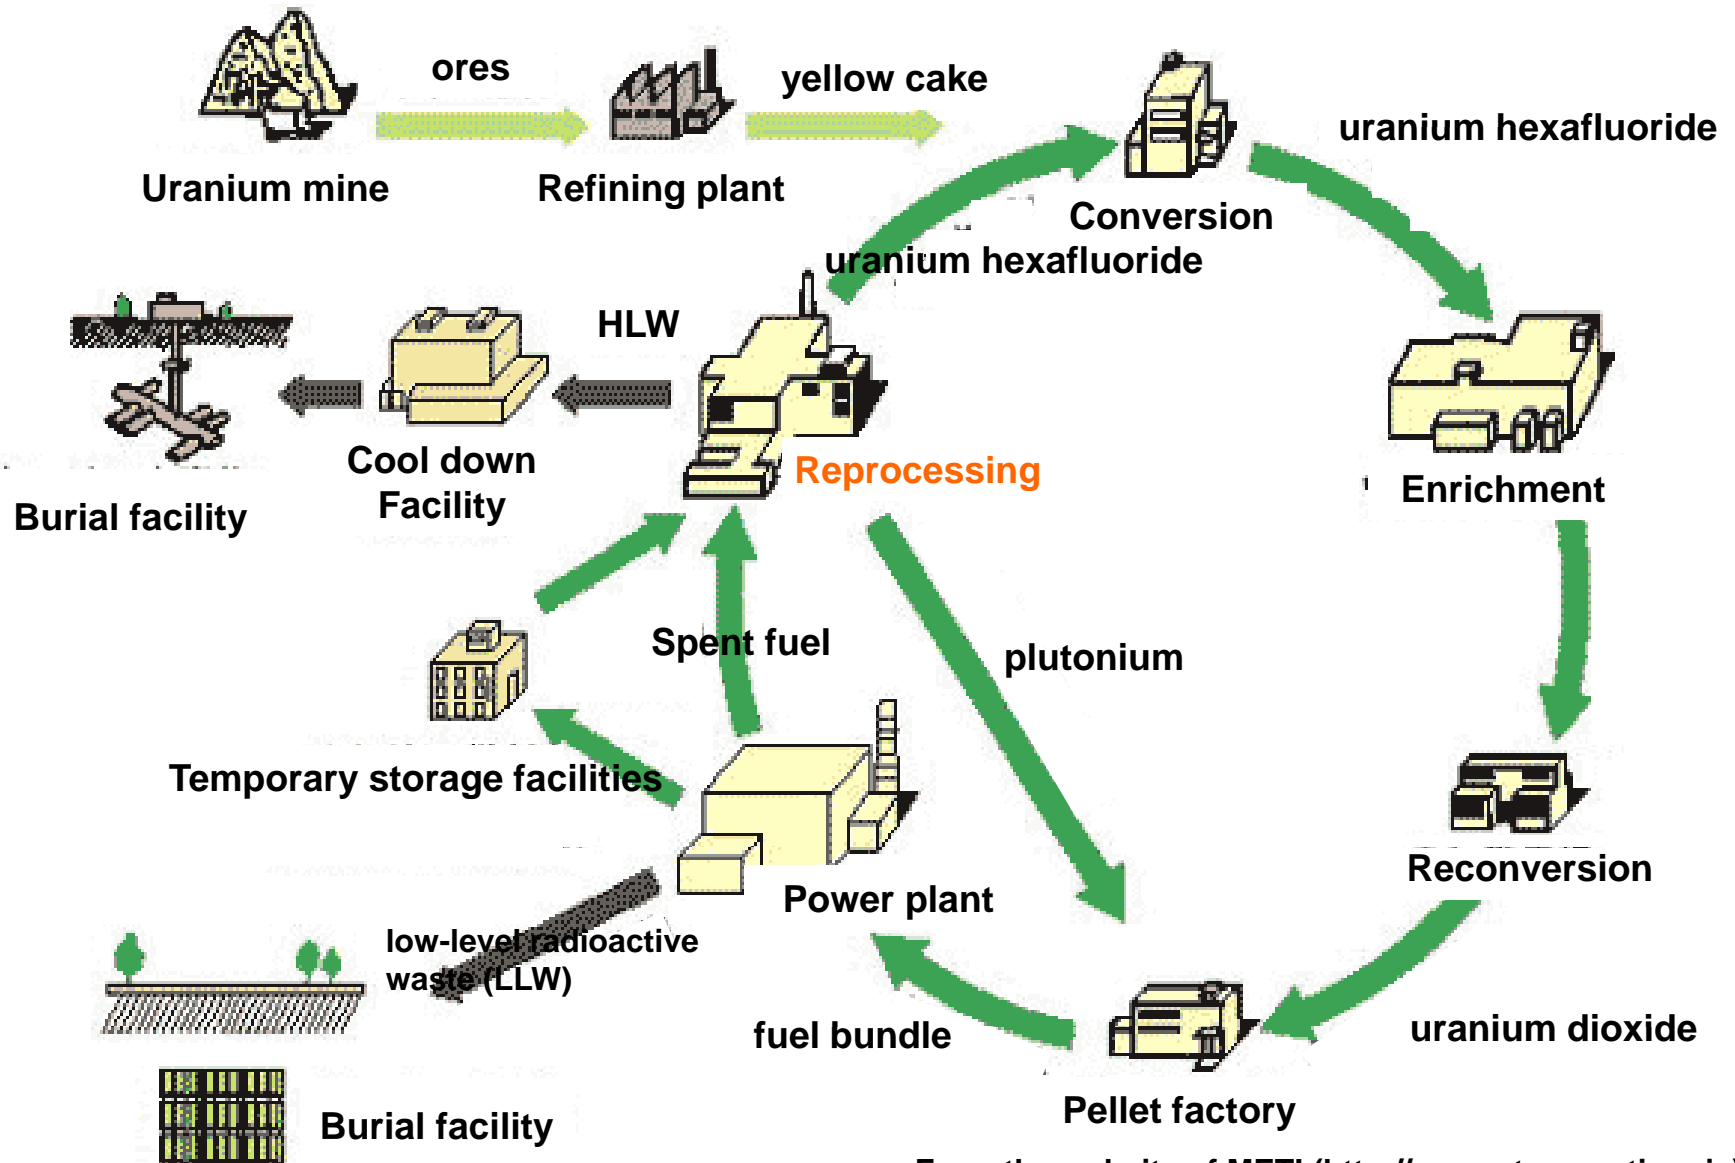 ores
yellow cake
uranium hexafluoride
Uranium mine
Refining plant
Conversion
uranium hexafluoride
HLW
Cool down
Facility
Reprocessing
Enrichment
Burial facility
Spent fuel
plutonium
Temporary storage facilities
Power plant
Reconversion
low-level radioactive
waste (LLW)
fuel bundle
uranium dioxide
Pellet factory
Burial facility